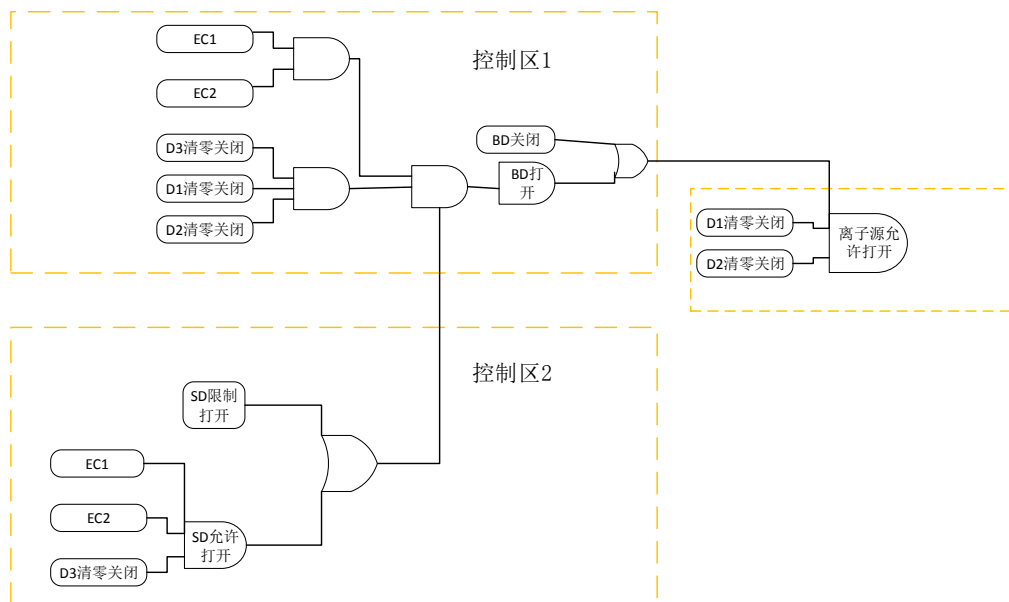 EC1
控制区1
EC2
BD关闭
D3清零关闭
BD打
开
D1清零关闭
D2清零关闭
D1清零关闭
离子源允
许打开
D2清零关闭
控制区2
SD限制
打开
EC1
EC2
SD允许
打开
D3清零关闭